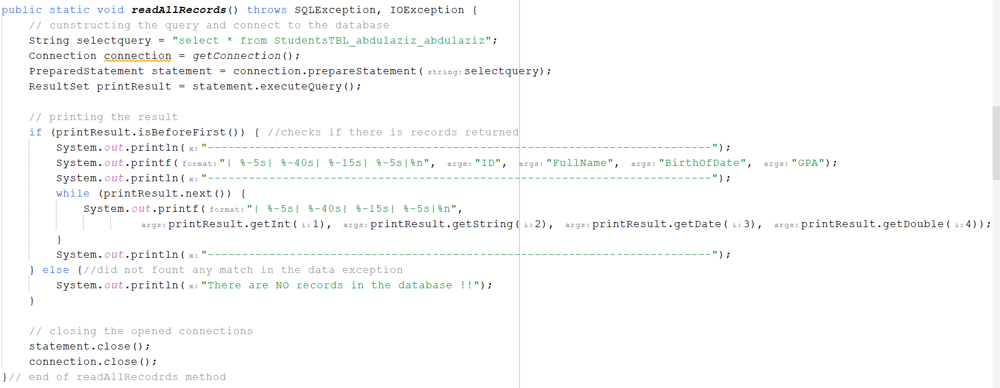 public static void readAllRecords() throws SQLException, IOException {
// cunstructing the query and connect to the database
String selectquery = "select * from StudentsTBL_abdulaziz_abdulaziz";
Connection connection = getConnection();
PreparedStatement statement = connection.prepareStatement( string: selectquery);
ResultSet printResult = statement.executeQuery();
// printing the result
if (printResult.isBeforeFirst()) { //checks if there is records returned
System.out.println( x: "--------------------------------------------------------------------------");
System.out.printf( format: "| %-5s| %-40s| %-15s| %-5s|%n", args: "ID", args: "FullName", args: "BirthOfDate", args: "GPA");
System.out.println( x: "--------------------------------------------------------------------------");
while (printResult.next()) {
System.out.printf( format: "| %-5s| %-40s| %-15s| %-5s|%n",
args: printResult.getInt( i: 1), args: printResult.getString( i: 2), args: printResult.getDate( i: 3), args: printResult.getDouble( i: 4));
}
System.out.println( x: "--------------------------------------------------------------------------");
} else {//did not fount any match in the data exception
System.out.println( x: "There are NO records in the database !!");
}
// closing the opened connections
statement.close();
connection.close();
}// end of readAllRecodrds method